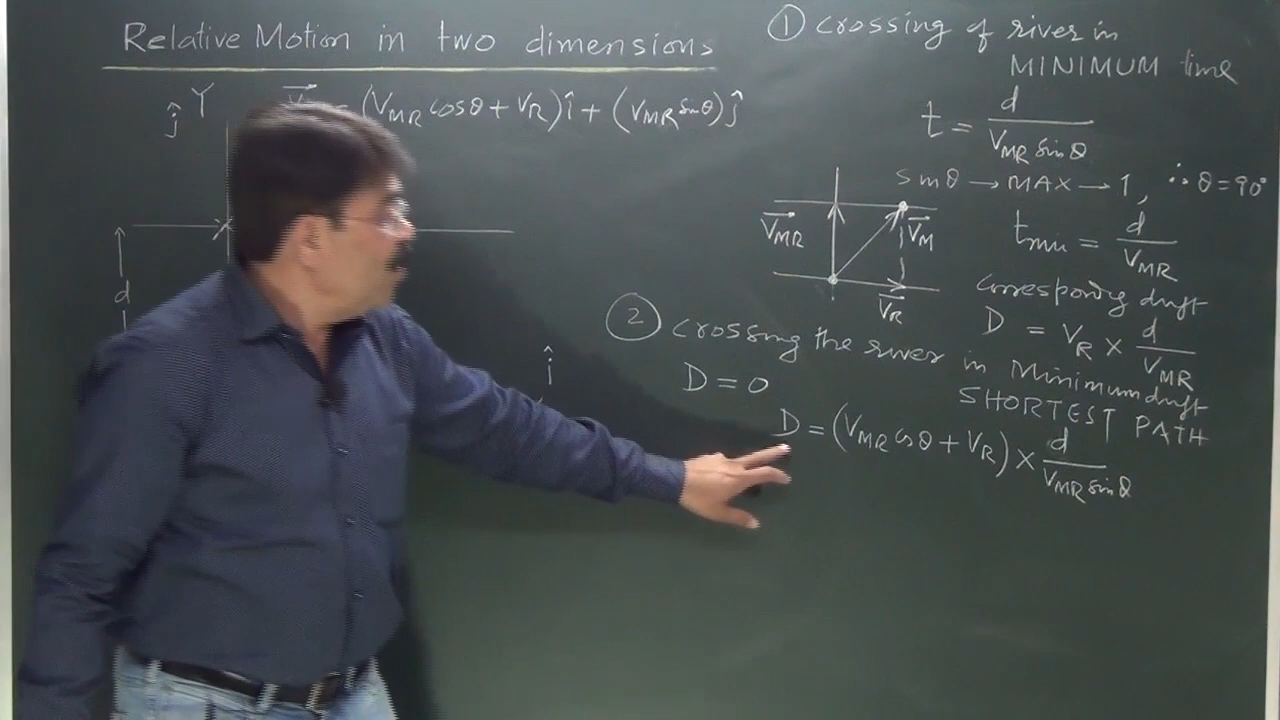 Relative Motion in two dimensions
ĵ Y
= (V_MR cosθ + V_R)î + (V_MR sinθ)ĵ
d
î
① Crossing of river in
MINIMUM time
t = d / (V_MR sinθ)
sinθ → MAX → 1, ∴ θ = 90°
V_MR
V_M
V_R
t_min = d / V_MR
Corresponding drift
D = V_R × d / V_MR
② Crossing the river in Minimum drift
SHORTEST PATH
D = 0
D = (V_MR cosθ + V_R) × d / (V_MR sinθ)